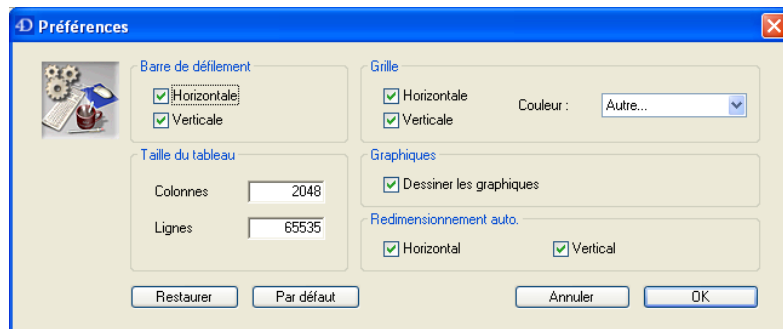 4D Préférences
Barre de défilement
Horizontale
Verticale
Grille
Horizontale
Verticale
Couleur :
Autre...
Taille du tableau
Colonnes 2048
Lignes 65535
Graphiques
Dessiner les graphiques
Redimensionnement auto.
Horizontal Vertical
Restaurer Par défaut Annuler OK